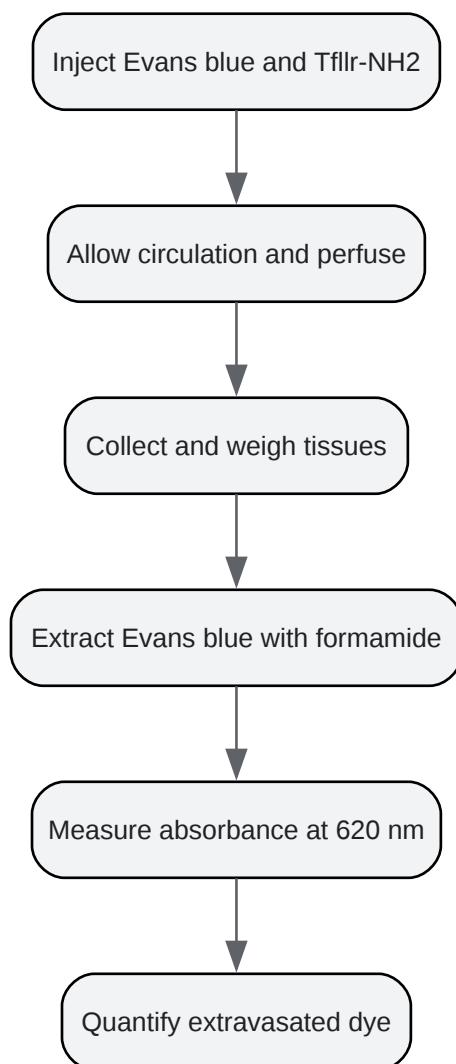 Inject Evans blue and Tfllr-NH2
Allow circulation and perfuse
Collect and weigh tissues
Extract Evans blue with formamide
Measure absorbance at 620 nm
Quantify extravasated dye